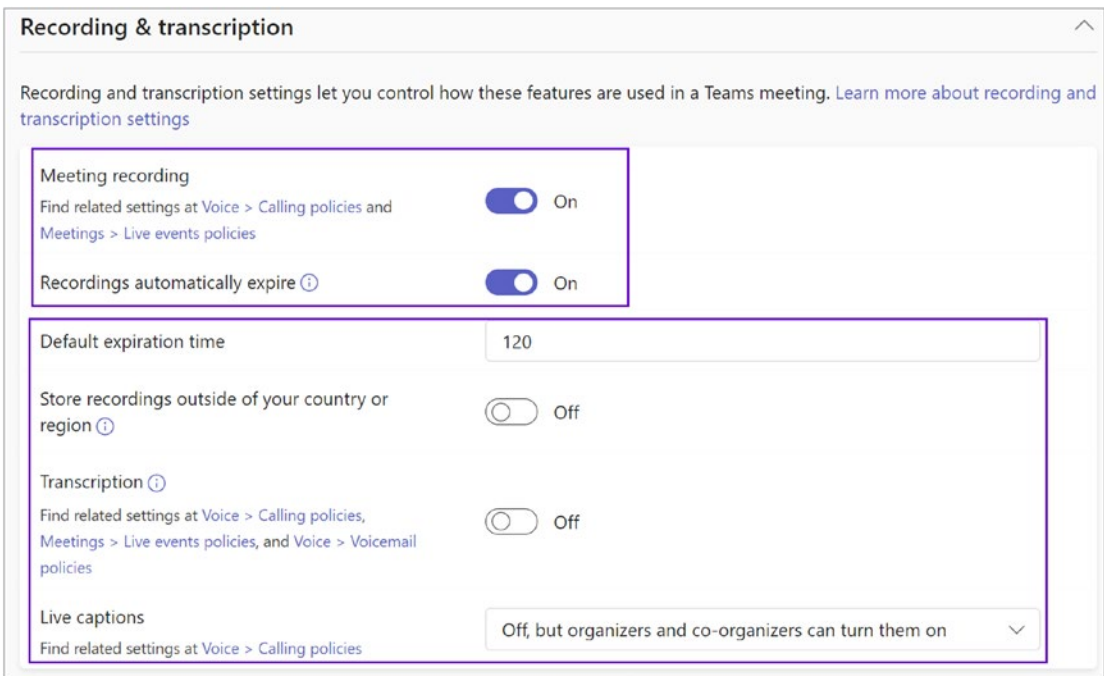 Recording & transcription
Recording and transcription settings let you control how these features are used in a Teams meeting. Learn more about recording and
transcription settings
Meeting recording
Find related settings at Voice > Calling policies and
Meetings > Live events policies
On
Recordings automatically expire
On
Default expiration time
120
Store recordings outside of your country or
region
Off
Transcription
Find related settings at Voice > Calling policies,
Meetings > Live events policies, and Voice > Voicemail
policies
Off
Live captions
Find related settings at Voice > Calling policies
Off, but organizers and co-organizers can turn them on